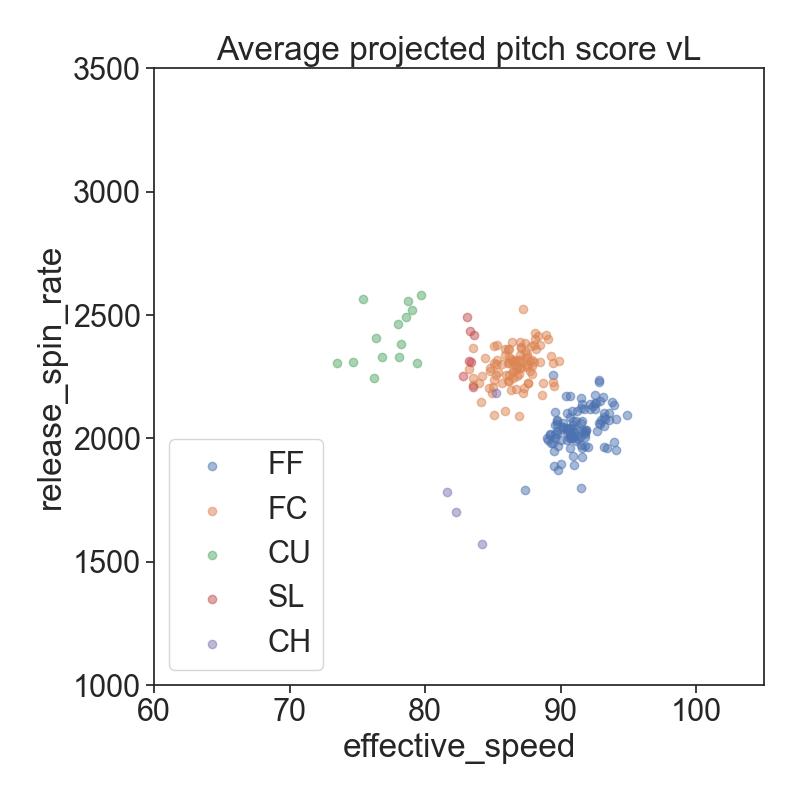 Average projected pitch score vL
3500
3000
2500
2000
1500
1000
release_spin_rate
FF
FC
CU
SL
CH
60
70
80
90
100
effective_speed